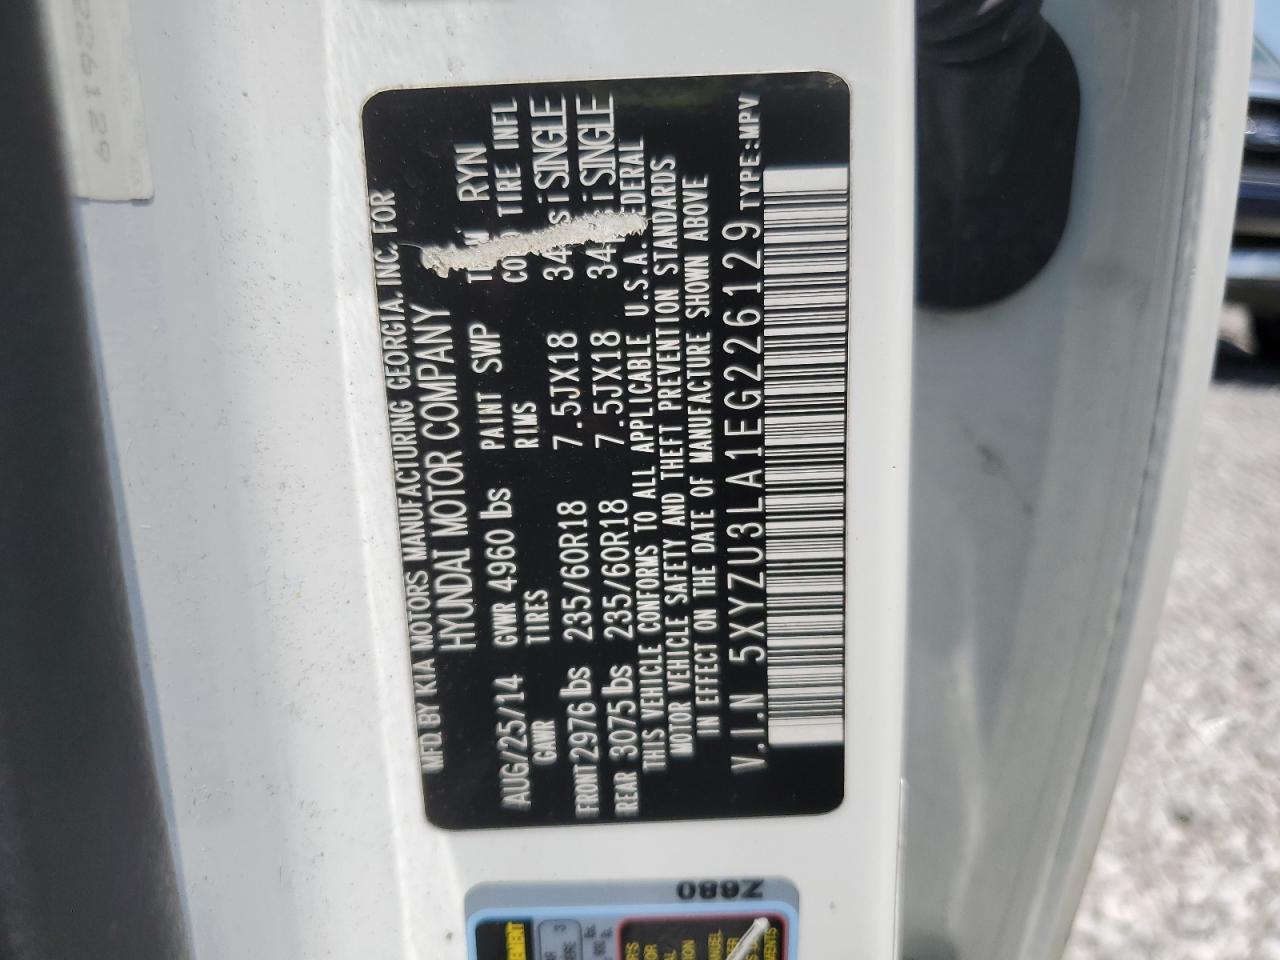 MFD.BY KIA MOTORS MANUFACTURING GEORGIA.INC. FOR
HYUNDAI MOTOR COMPANY
AUG/25/14 GVWR 4960 lbs PAINT SWP RYN
GAWR TIRES RIMS TIRE INFL
FRONT 2976 lbs 235/60R18 7.5JX18 34 SINGLE
REAR 3075 lbs 235/60R18 7.5JX18 34 SINGLE
THIS VEHICLE CONFORMS TO ALL APPLICABLE U.S.A. FEDERAL
MOTOR VEHICLE SAFETY AND THEFT PREVENTION STANDARDS
IN EFFECT ON THE DATE OF MANUFACTURE SHOWN ABOVE
V.I.N 5XYZU3LA1EG226129 TYPE:MPV
Z680
226129